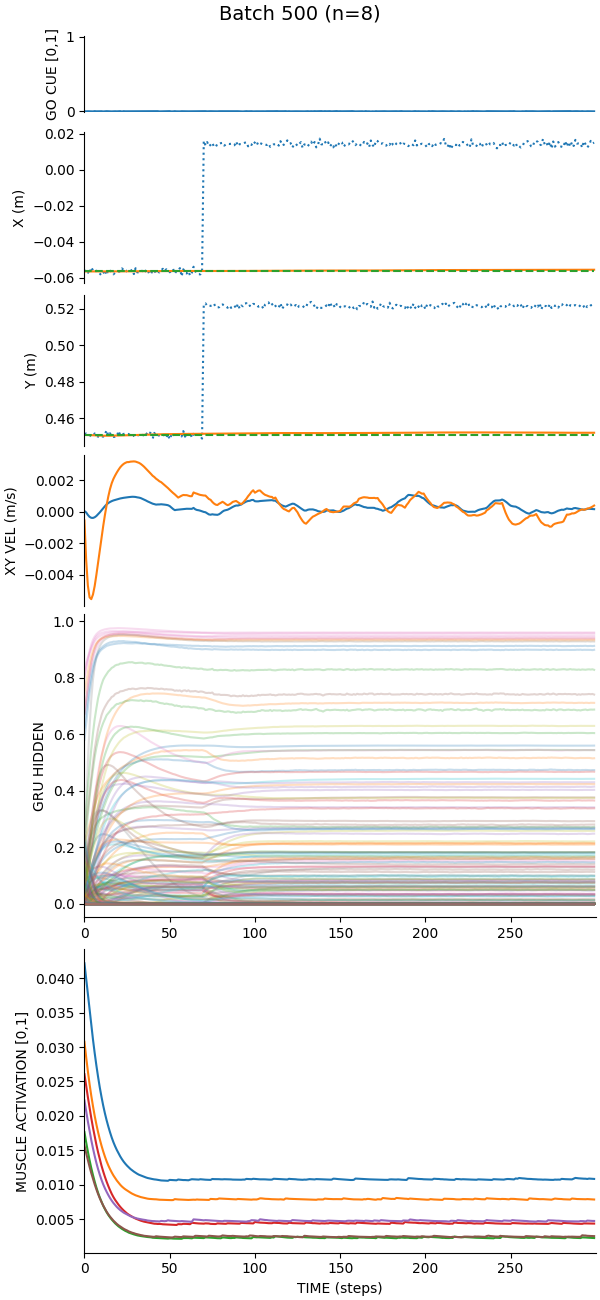 Batch 500 (n=8)
GO CUE [0,1]
1
0
X (m)
0.02
0.00
−0.02
−0.04
−0.06
Y (m)
0.52
0.50
0.48
0.46
XY VEL (m/s)
0.002
0.000
−0.002
−0.004
GRU HIDDEN
1.0
0.8
0.6
0.4
0.2
0.0
0 50 100 150 200 250
MUSCLE ACTIVATION [0,1]
0.040
0.035
0.030
0.025
0.020
0.015
0.010
0.005
0 50 100 150 200 250
TIME (steps)